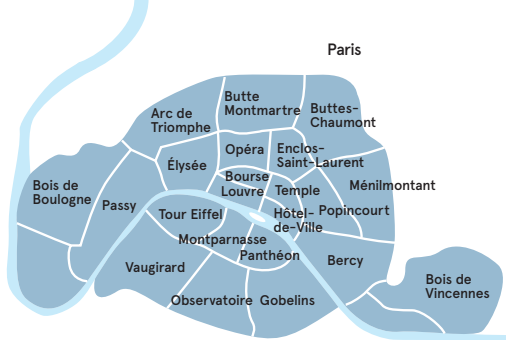 Paris
Butte
Montmartre
Buttes-
Chaumont
Arc de
Triomphe
Opéra
Enclos-
Saint-Laurent
Élysée
Bourse
Louvre
Temple
Ménilmontant
Bois de
Boulogne
Passy
Tour Eiffel
Hôtel-
de-Ville
Popincourt
Montparnasse
Panthéon
Bercy
Vaugirard
Bois de
Vincennes
Observatoire
Gobelins